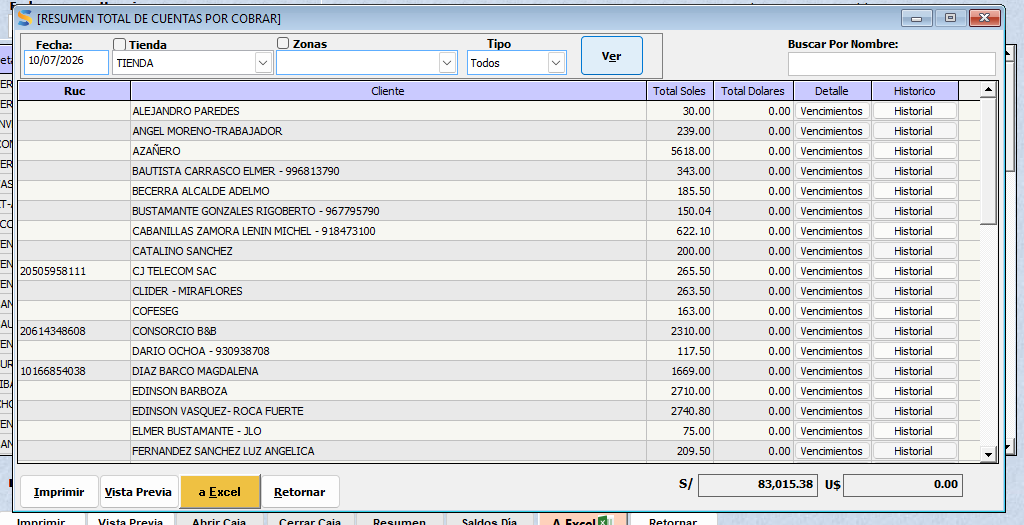 [RESUMEN TOTAL DE CUENTAS POR COBRAR]
Fecha: Tienda Zonas Tipo Buscar Por Nombre:
10/07/2026 TIENDA Todos Ver
Ruc Cliente Total Soles Total Dolares Detalle Historico
ALEJANDRO PAREDES 30.00 0.00 Vencimientos Historial
ANGEL MORENO-TRABAJADOR 239.00 0.00 Vencimientos Historial
AZAÑERO 5618.00 0.00 Vencimientos Historial
BAUTISTA CARRASCO ELMER - 996813790 343.00 0.00 Vencimientos Historial
BECERRA ALCALDE ADELMO 185.50 0.00 Vencimientos Historial
BUSTAMANTE GONZALES RIGOBERTO - 967795790 150.04 0.00 Vencimientos Historial
CABANILLAS ZAMORA LENIN MICHEL - 918473100 622.10 0.00 Vencimientos Historial
CATALINO SANCHEZ 200.00 0.00 Vencimientos Historial
20505958111 CJ TELECOM SAC 265.50 0.00 Vencimientos Historial
CLIDER - MIRAFLORES 263.50 0.00 Vencimientos Historial
COFESEG 163.00 0.00 Vencimientos Historial
20614348608 CONSORCIO B&B 2310.00 0.00 Vencimientos Historial
DARIO OCHOA - 930938708 117.50 0.00 Vencimientos Historial
10166854038 DIAZ BARCO MAGDALENA 1669.00 0.00 Vencimientos Historial
EDINSON BARBOZA 2710.00 0.00 Vencimientos Historial
EDINSON VASQUEZ- ROCA FUERTE 2740.80 0.00 Vencimientos Historial
ELMER BUSTAMANTE - JLO 75.00 0.00 Vencimientos Historial
FERNANDEZ SANCHEZ LUZ ANGELICA 209.50 0.00 Vencimientos Historial
Imprimir Vista Previa a Excel Retornar S/ 83,015.38 U$ 0.00
Imprimir Vista Previa Abrir Caja Cerrar Caja Resumen Saldos Dia A Excel Retornar